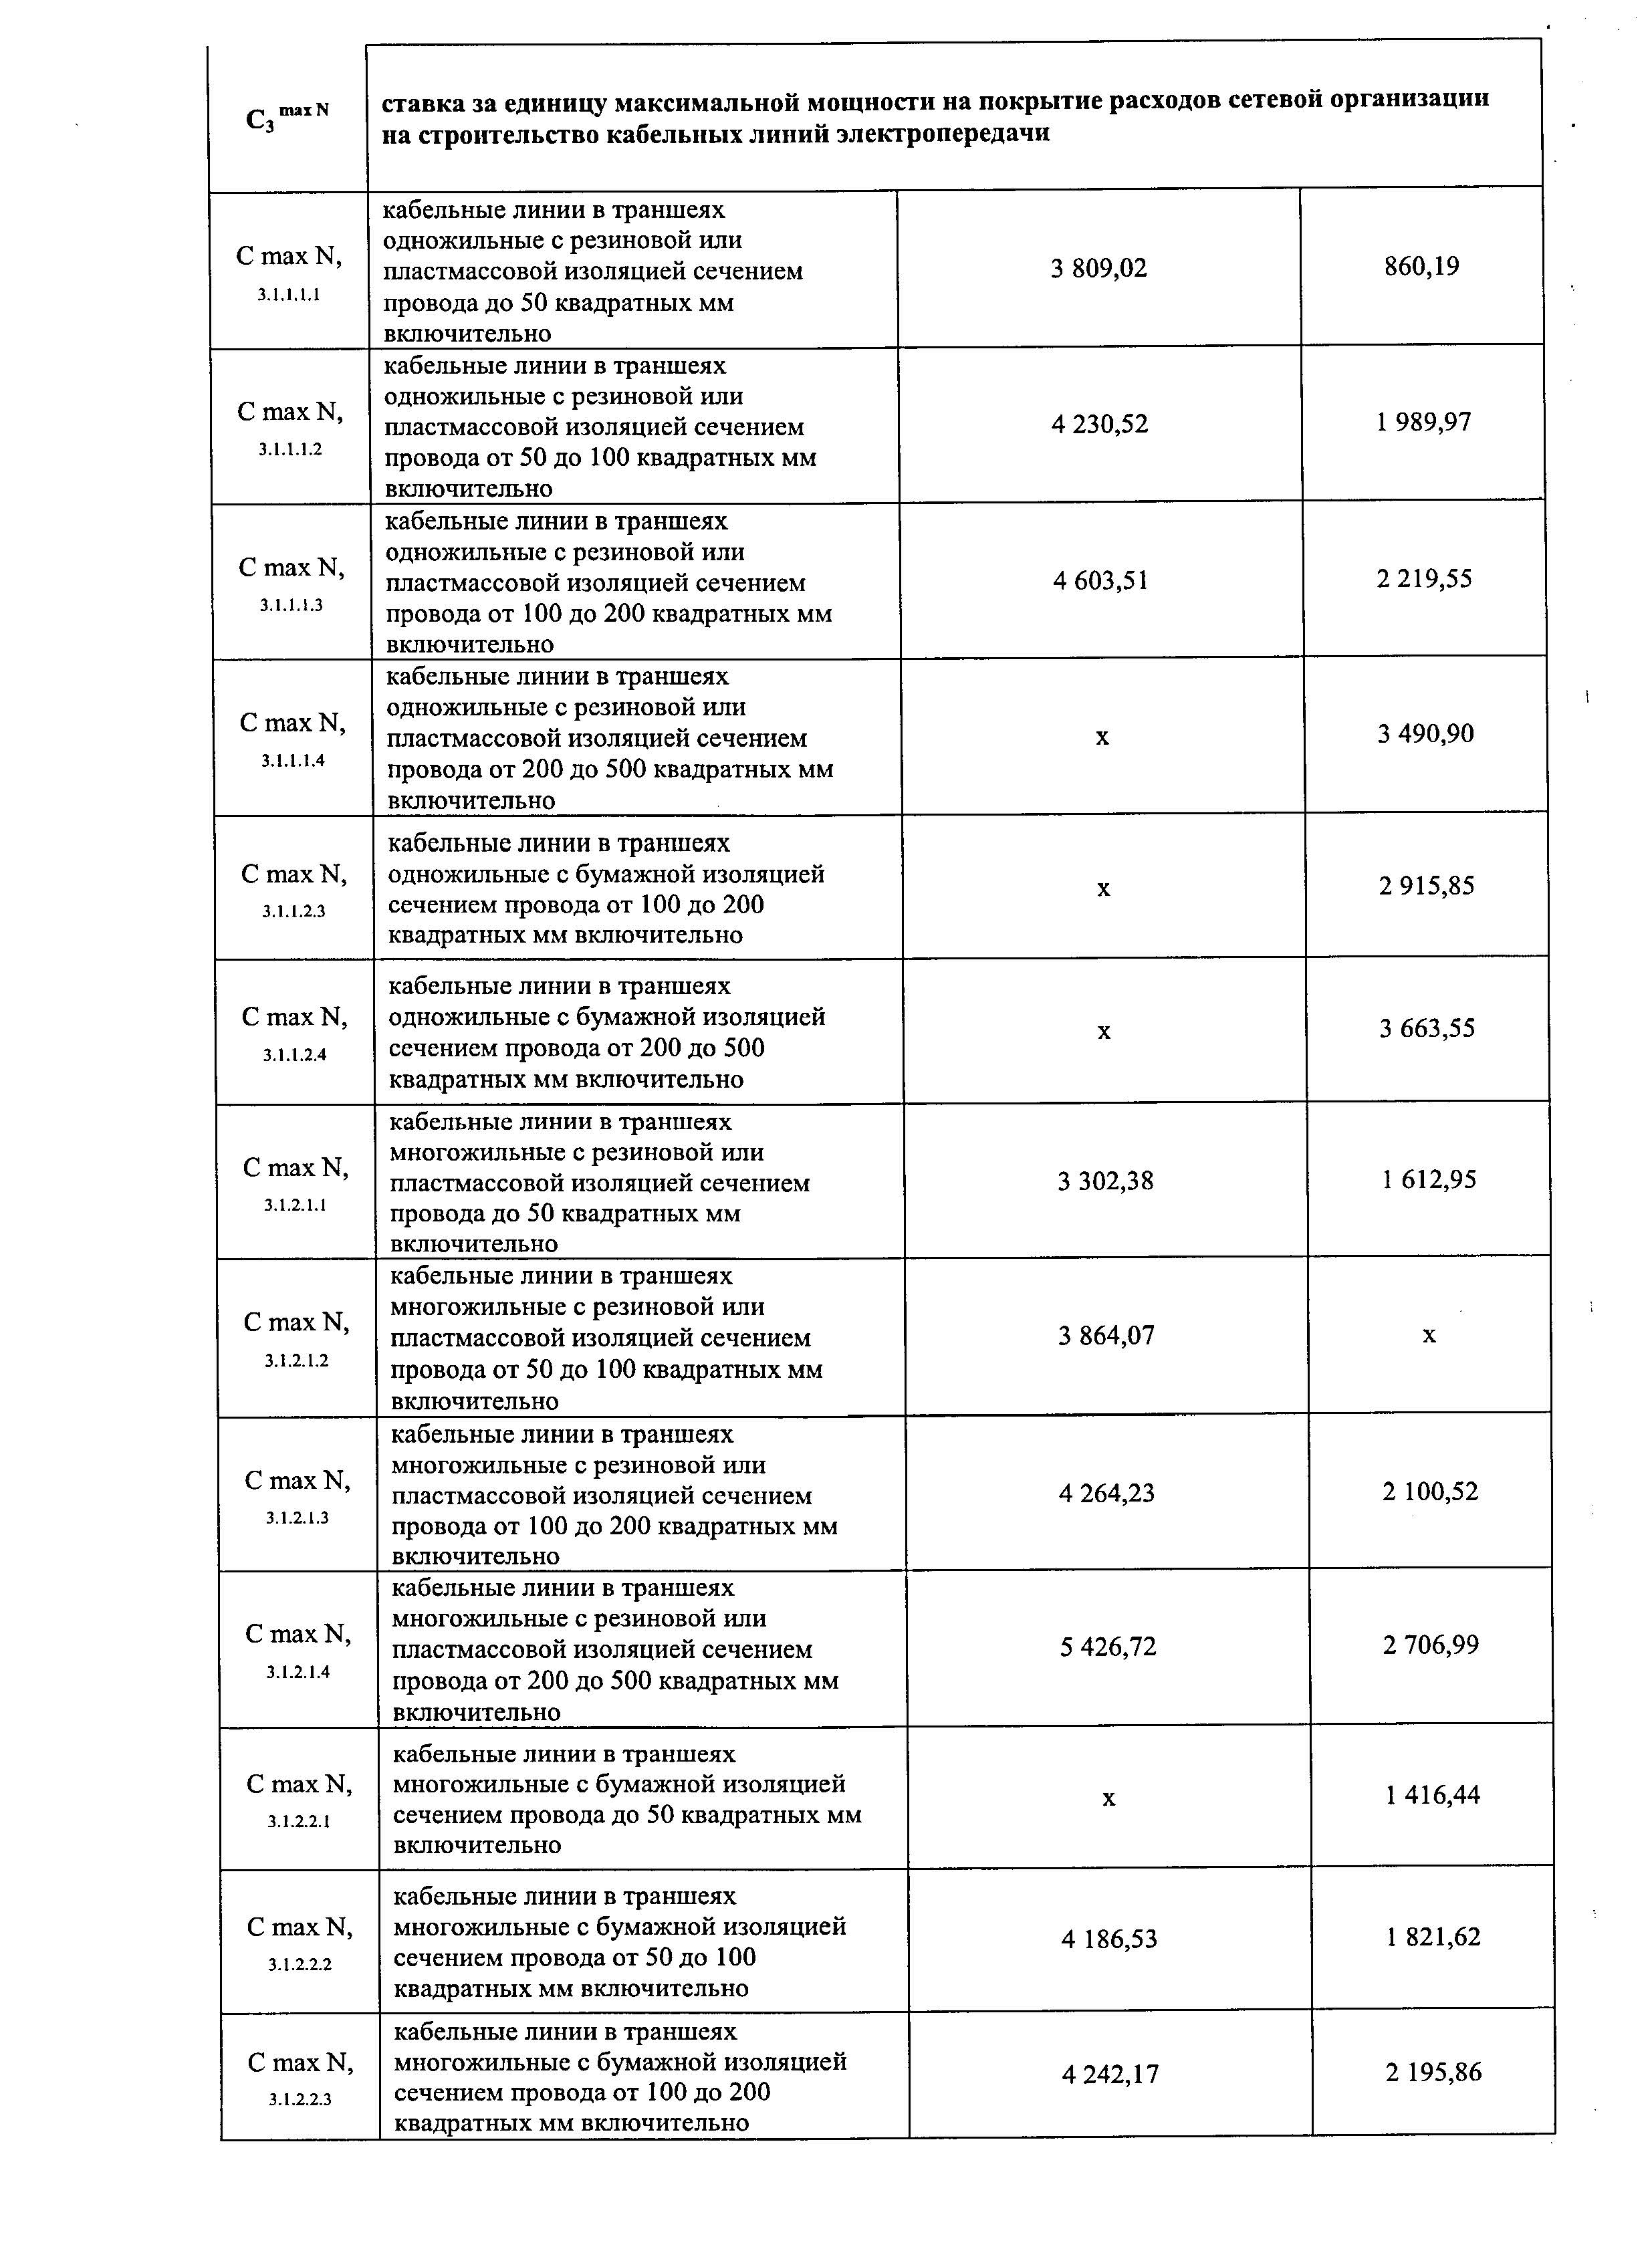 C₃ max N
ставка за единицу максимальной мощности на покрытие расходов сетевой организации
на строительство кабельных линий электропередачи
C max N,
3.1.1.1.1
кабельные линии в траншеях
одножильные с резиновой или
пластмассовой изоляцией сечением
провода до 50 квадратных мм
включительно
3 809,02
860,19
C max N,
3.1.1.1.2
кабельные линии в траншеях
одножильные с резиновой или
пластмассовой изоляцией сечением
провода от 50 до 100 квадратных мм
включительно
4 230,52
1 989,97
C max N,
3.1.1.1.3
кабельные линии в траншеях
одножильные с резиновой или
пластмассовой изоляцией сечением
провода от 100 до 200 квадратных мм
включительно
4 603,51
2 219,55
C max N,
3.1.1.1.4
кабельные линии в траншеях
одножильные с резиновой или
пластмассовой изоляцией сечением
провода от 200 до 500 квадратных мм
включительно
х
3 490,90
C max N,
3.1.1.2.3
кабельные линии в траншеях
одножильные с бумажной изоляцией
сечением провода от 100 до 200
квадратных мм включительно
х
2 915,85
C max N,
3.1.1.2.4
кабельные линии в траншеях
одножильные с бумажной изоляцией
сечением провода от 200 до 500
квадратных мм включительно
х
3 663,55
C max N,
3.1.2.1.1
кабельные линии в траншеях
многожильные с резиновой или
пластмассовой изоляцией сечением
провода до 50 квадратных мм
включительно
3 302,38
1 612,95
C max N,
3.1.2.1.2
кабельные линии в траншеях
многожильные с резиновой или
пластмассовой изоляцией сечением
провода от 50 до 100 квадратных мм
включительно
3 864,07
х
C max N,
3.1.2.1.3
кабельные линии в траншеях
многожильные с резиновой или
пластмассовой изоляцией сечением
провода от 100 до 200 квадратных мм
включительно
4 264,23
2 100,52
C max N,
3.1.2.1.4
кабельные линии в траншеях
многожильные с резиновой или
пластмассовой изоляцией сечением
провода от 200 до 500 квадратных мм
включительно
5 426,72
2 706,99
C max N,
3.1.2.2.1
кабельные линии в траншеях
многожильные с бумажной изоляцией
сечением провода до 50 квадратных мм
включительно
х
1 416,44
C max N,
3.1.2.2.2
кабельные линии в траншеях
многожильные с бумажной изоляцией
сечением провода от 50 до 100
квадратных мм включительно
4 186,53
1 821,62
C max N,
3.1.2.2.3
кабельные линии в траншеях
многожильные с бумажной изоляцией
сечением провода от 100 до 200
квадратных мм включительно
4 242,17
2 195,86